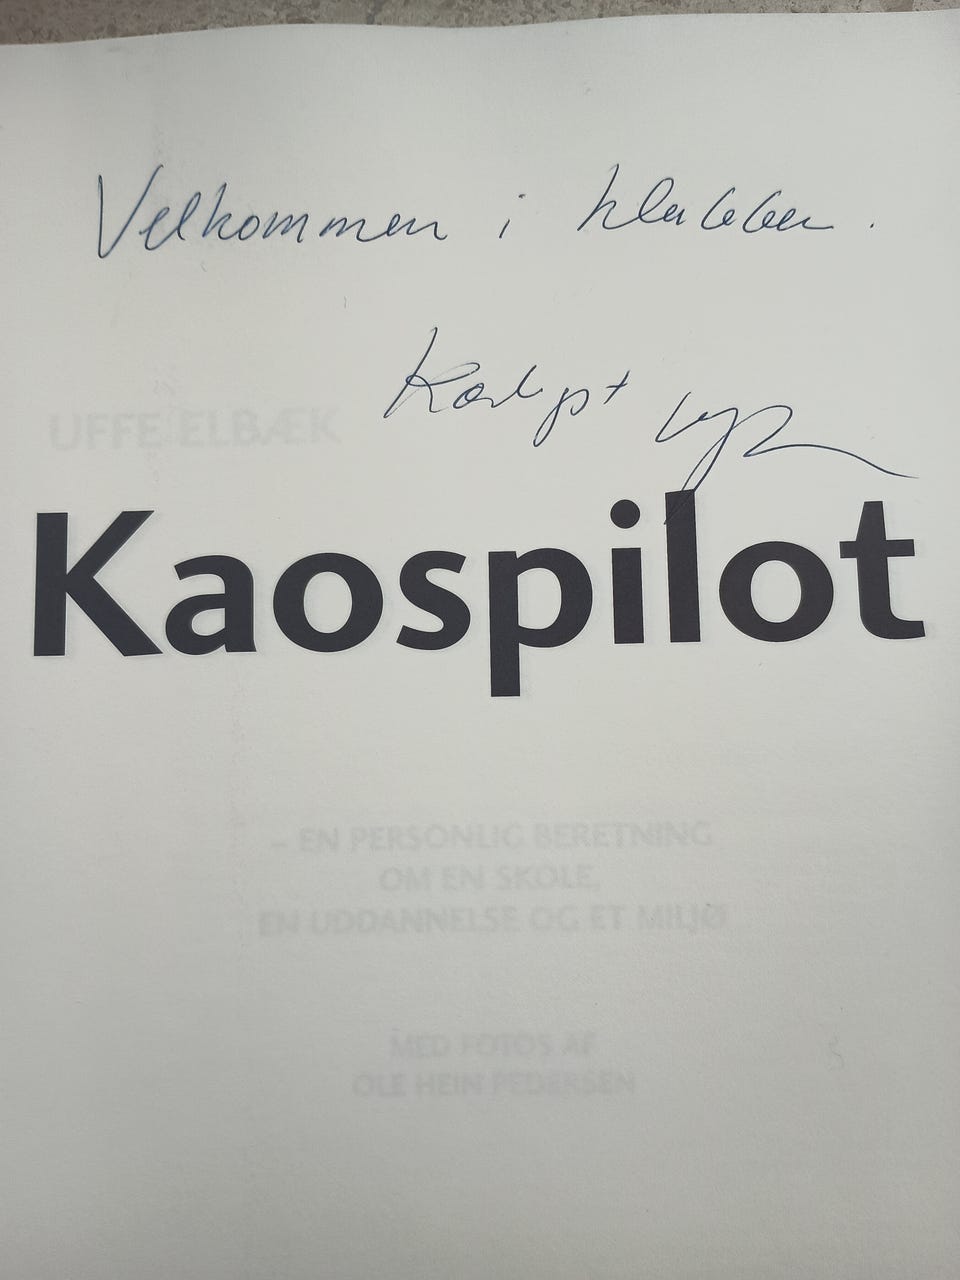 Velkommen i klubben.
UFFE ELBÆK
Kaospilot
– EN PERSONLIG BERETNING
OM EN SKOLE,
EN UDDANNELSE OG ET MILJØ
MED FOTOS AF
OLE HEIN PEDERSEN